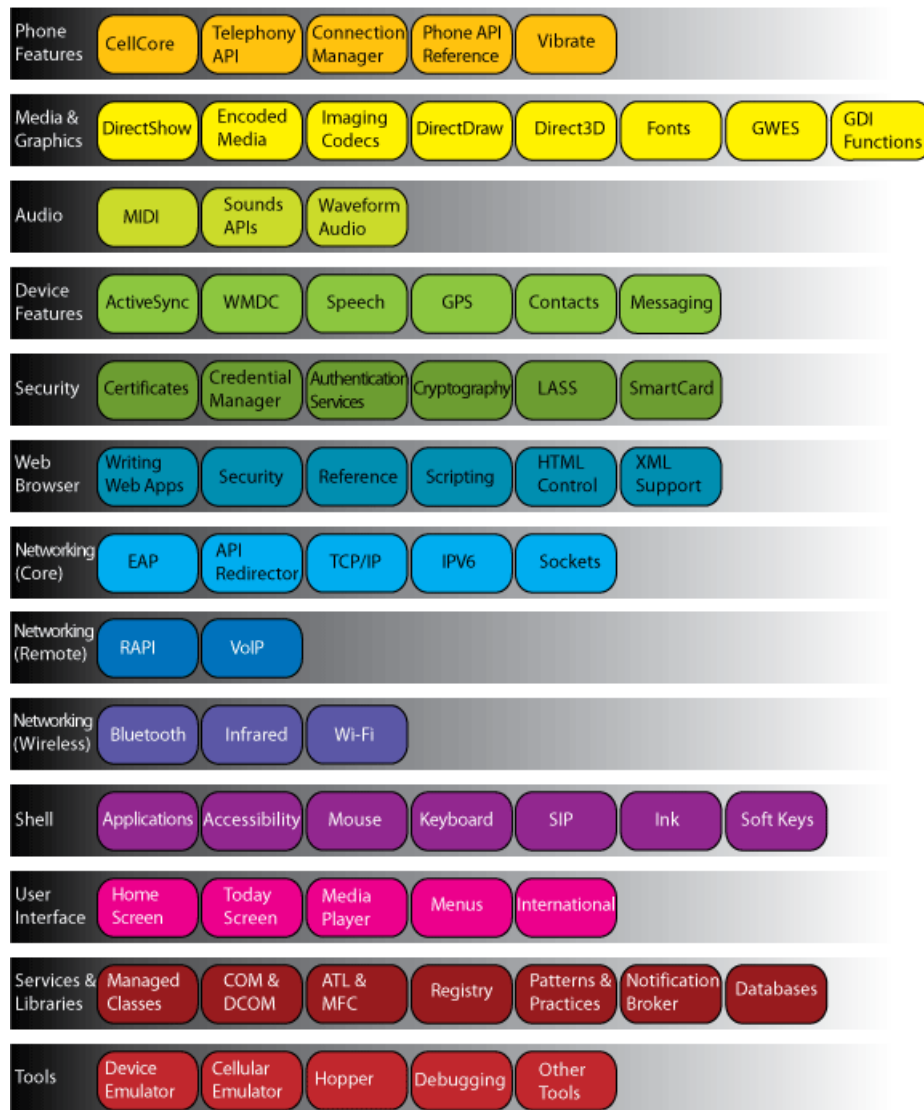 Phone
Features
CellCore
Telephony
API
Connection
Manager
Phone API
Reference
Vibrate
Media &
Graphics
DirectShow
Encoded
Media
Imaging
Codecs
DirectDraw
Direct3D
Fonts
GWES
GDI
Functions
Audio
MIDI
Sounds
APIs
Waveform
Audio
Device
Features
ActiveSync
WMDC
Speech
GPS
Contacts
Messaging
Security
Certificates
Credential
Manager
Authentication
Services
Cryptography
LASS
SmartCard
Web
Browser
Writing
Web Apps
Security
Reference
Scripting
HTML
Control
XML
Support
Networking
(Core)
EAP
API
Redirector
TCP/IP
IPV6
Sockets
Networking
(Remote)
RAPI
VoIP
Networking
(Wireless)
Bluetooth
Infrared
Wi-Fi
Shell
Applications
Accessibility
Mouse
Keyboard
SIP
Ink
Soft Keys
User
Interface
Home
Screen
Today
Screen
Media
Player
Menus
International
Services &
Libraries
Managed
Classes
COM &
DCOM
ATL &
MFC
Registry
Patterns &
Practices
Notification
Broker
Databases
Tools
Device
Emulator
Cellular
Emulator
Hopper
Debugging
Other
Tools